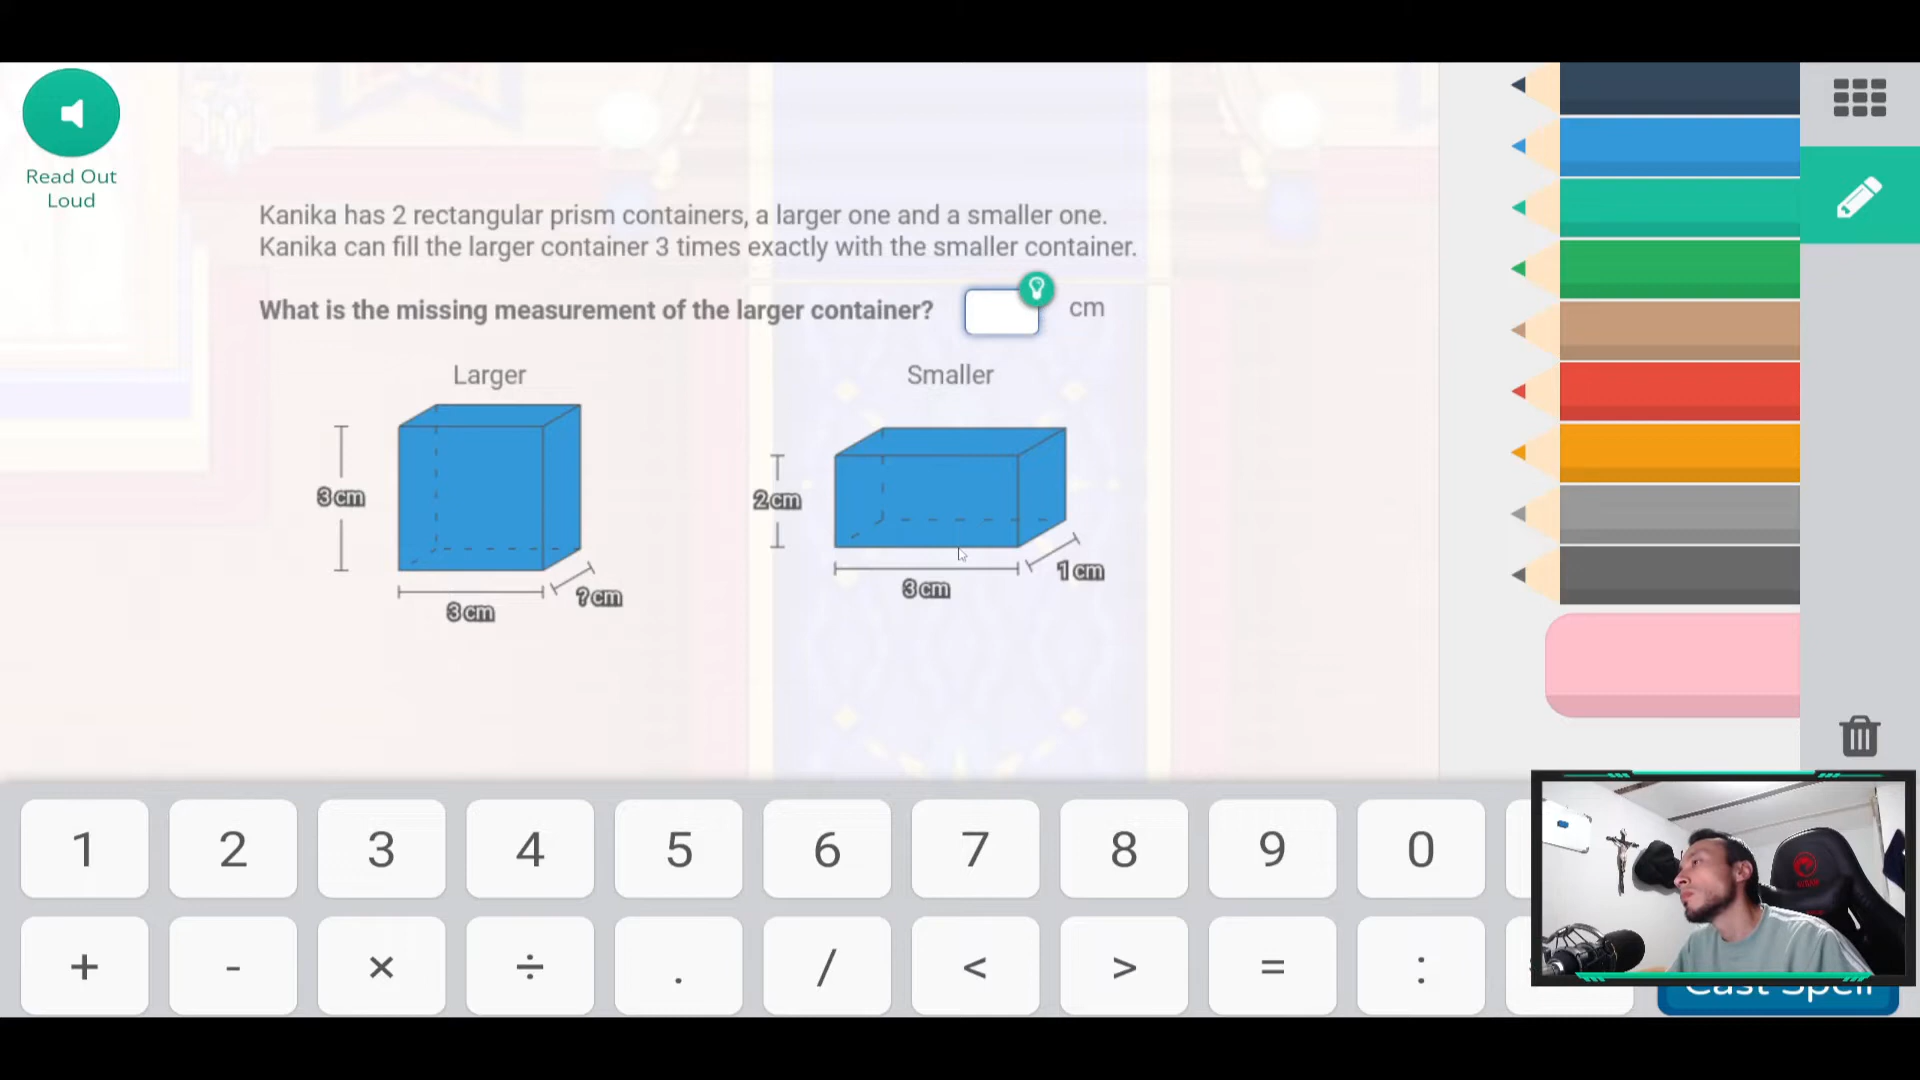 Read Out
Loud
Kanika has 2 rectangular prism containers, a larger one and a smaller one.
Kanika can fill the larger container 3 times exactly with the smaller container.
What is the missing measurement of the larger container?
cm
Larger
Smaller
3 cm
3 cm
? cm
2 cm
3 cm
1 cm
1 2 3 4 5 6 7 8 9 0
+ - × ÷ . / < > = :
Cast Spell